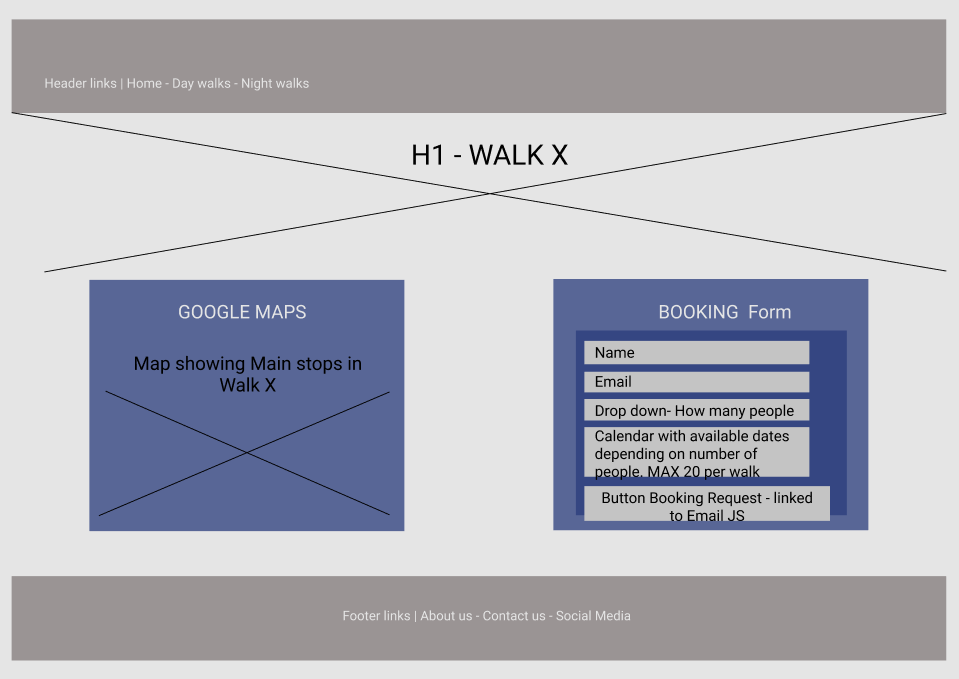 Header links | Home - Day walks - Night walks
H1 - WALK X
GOOGLE MAPS
Map showing Main stops in
Walk X
BOOKING  Form
Name
Email
Drop down- How many people
Calendar with available dates
depending on number of
people. MAX 20 per walk
Button Booking Request - linked
to Email JS
Footer links | About us - Contact us - Social Media